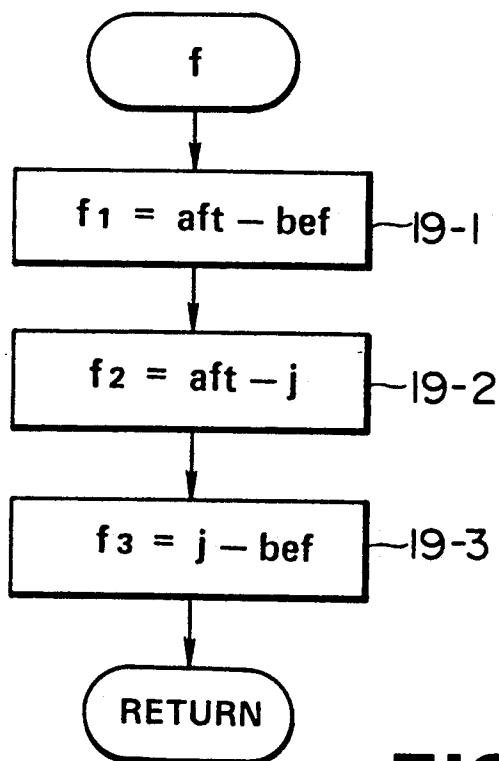 f
f1 = aft – bef
19-1
f2 = aft – j
19-2
f3 = j – bef
19-3
RETURN